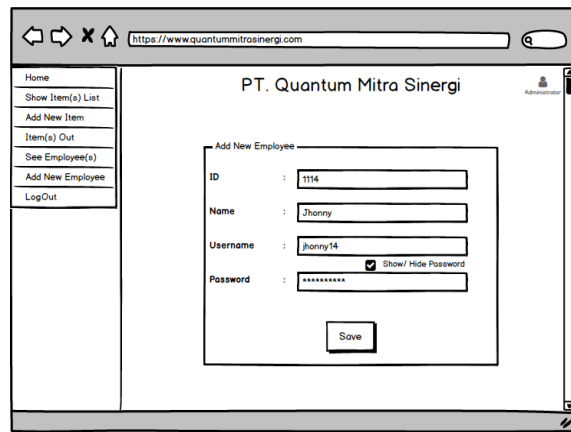 https://www.quantummitrasinergi.com
Home
Show Item(s) List
Add New Item
Item(s) Out
See Employee(s)
Add New Employee
LogOut
PT. Quantum Mitra Sinergi
Administrator
Add New Employee
ID : 1114
Name : Jhonny
Username : jhonny14
Show/ Hide Password
Password : **********
Save